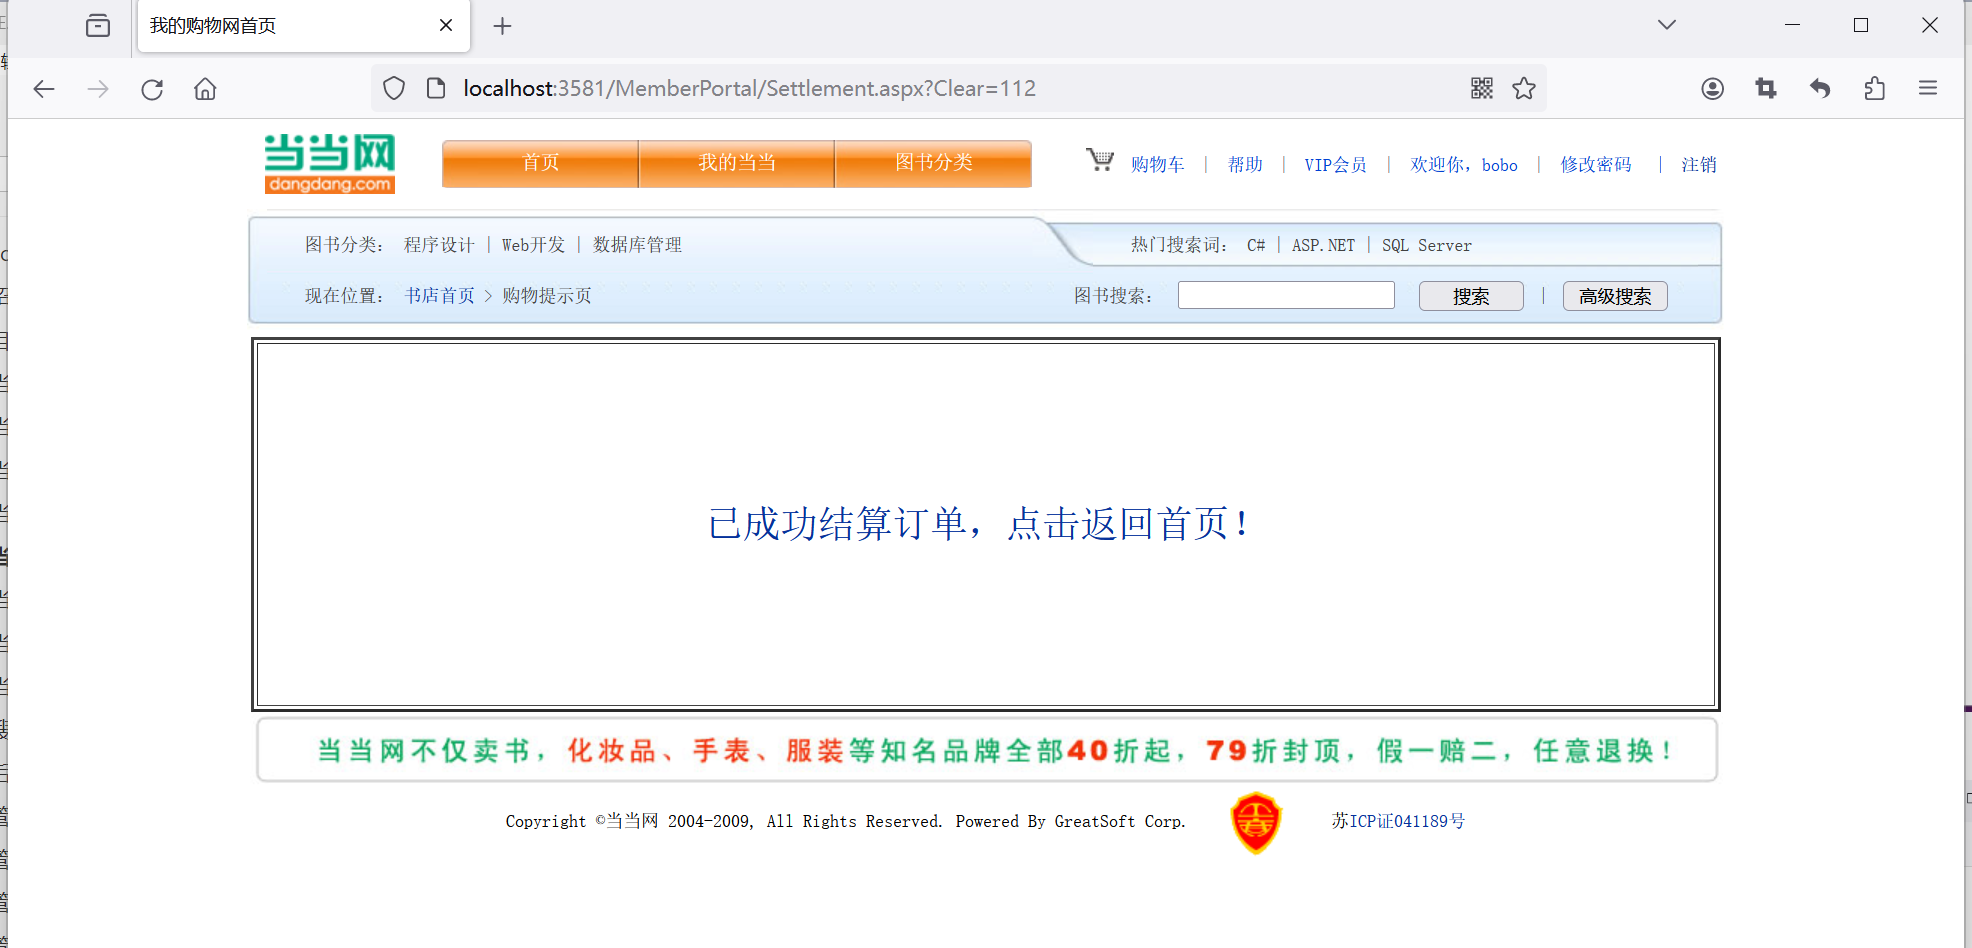 我的购物网首页
localhost:3581/MemberPortal/Settlement.aspx?Clear=112
当当网
dangdang.com
首页 我的当当 图书分类
购物车 | 帮助 | VIP会员 | 欢迎你，bobo | 修改密码 | 注销
图书分类： 程序设计 | Web开发 | 数据库管理
热门搜索词： C# | ASP.NET | SQL Server
现在位置： 书店首页 > 购物提示页
图书搜索： 搜索 | 高级搜索
已成功结算订单，点击返回首页！
当当网不仅卖书，化妆品、手表、服装等知名品牌全部40折起，79折封顶，假一赔二，任意退换！
Copyright ©当当网 2004-2009, All Rights Reserved. Powered By GreatSoft Corp.
苏ICP证041189号